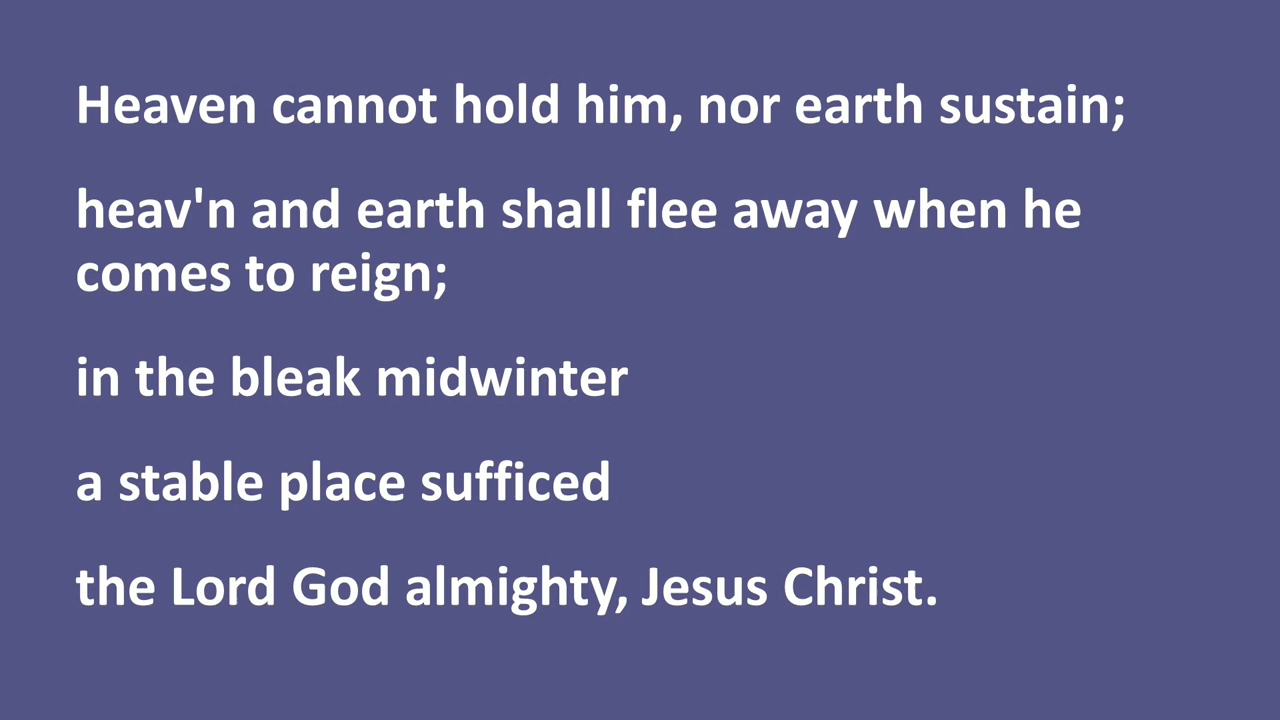 Heaven cannot hold him, nor earth sustain;
heav'n and earth shall flee away when he
comes to reign;
in the bleak midwinter
a stable place sufficed
the Lord God almighty, Jesus Christ.